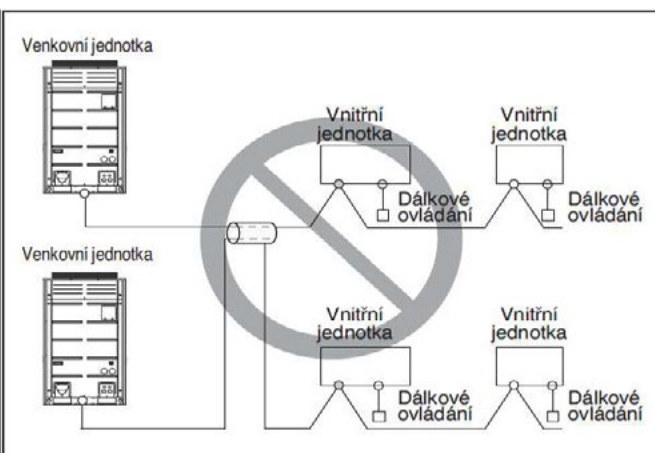 Venkovní jednotka
Vnitřní
jednotka
Vnitřní
jednotka
Dálkové
ovládání
Dálkové
ovládání
Venkovní jednotka
Vnitřní
jednotka
Vnitřní
jednotka
Dálkové
ovládání
Dálkové
ovládání